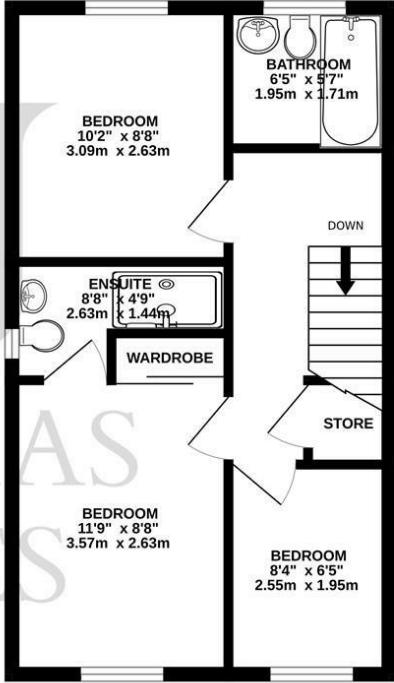 BATHROOM
6'5" x 5'7"
1.95m x 1.71m
BEDROOM
10'2" x 8'8"
3.09m x 2.63m
DOWN
ENSUITE
8'8" x 4'9"
2.63m x 1.44m
WARDROBE
STORE
AS
ES
BEDROOM
11'9" x 8'8"
3.57m x 2.63m
BEDROOM
8'4" x 6'5"
2.55m x 1.95m